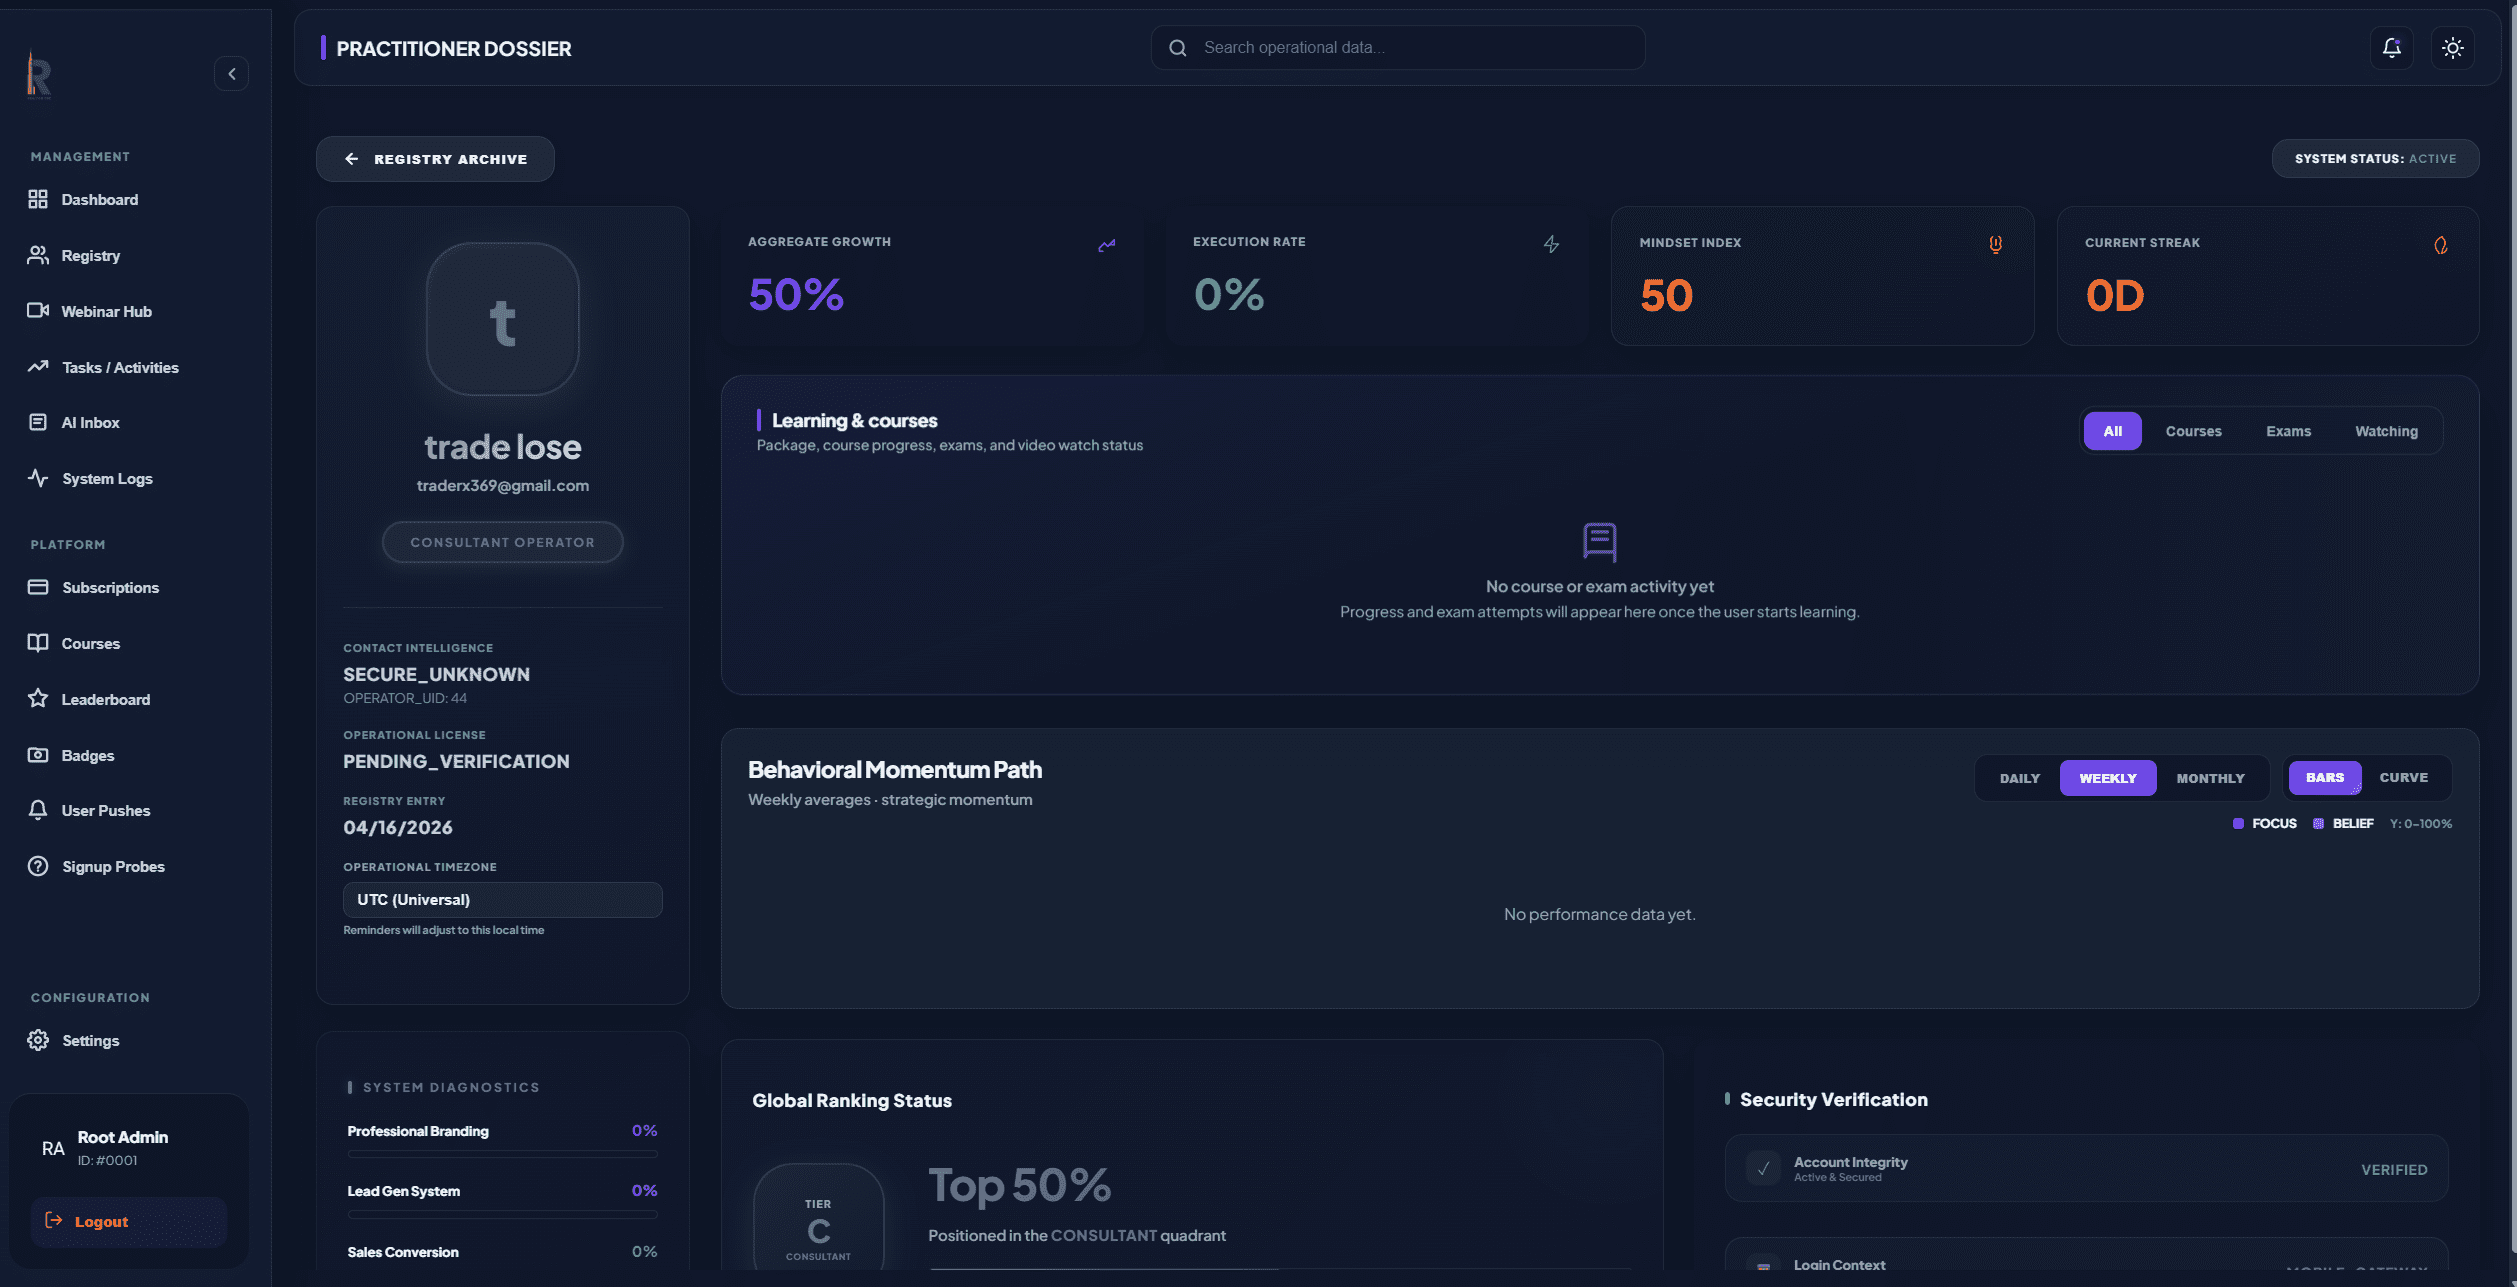 PRACTITIONER DOSSIER
Search operational data...
MANAGEMENT
Dashboard
Registry
Webinar Hub
Tasks / Activities
AI Inbox
System Logs
PLATFORM
Subscriptions
Courses
Leaderboard
Badges
User Pushes
Signup Probes
CONFIGURATION
Settings
RA
Root Admin
ID: #0001
Logout
REGISTRY ARCHIVE
SYSTEM STATUS: ACTIVE
t
trade lose
traderx369@gmail.com
CONSULTANT OPERATOR
CONTACT INTELLIGENCE
SECURE_UNKNOWN
OPERATOR_UID: 44
OPERATIONAL LICENSE
PENDING_VERIFICATION
REGISTRY ENTRY
04/16/2026
OPERATIONAL TIMEZONE
UTC (Universal)
Reminders will adjust to this local time
AGGREGATE GROWTH
50%
EXECUTION RATE
0%
MINDSET INDEX
50
CURRENT STREAK
0D
Learning & courses
Package, course progress, exams, and video watch status
All Courses Exams Watching
No course or exam activity yet
Progress and exam attempts will appear here once the user starts learning.
Behavioral Momentum Path
Weekly averages · strategic momentum
DAILY WEEKLY MONTHLY BARS CURVE
FOCUS BELIEF Y: 0–100%
No performance data yet.
SYSTEM DIAGNOSTICS
Professional Branding 0%
Lead Gen System 0%
Sales Conversion 0%
Global Ranking Status
TIER
C
CONSULTANT
Top 50%
Positioned in the CONSULTANT quadrant
Security Verification
Account Integrity
Active & Secured
VERIFIED
Login Context
MOBILE_GATEWAY